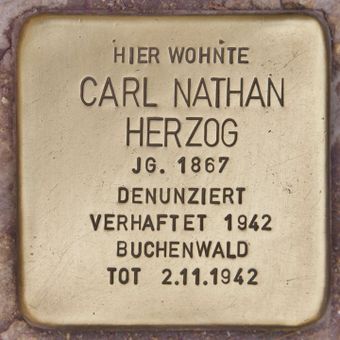 HIER WOHNTE
CARL NATHAN
HERZOG
JG. 1867
DENUNZIERT
VERHAFTET 1942
BUCHENWALD
TOT 2.11.1942